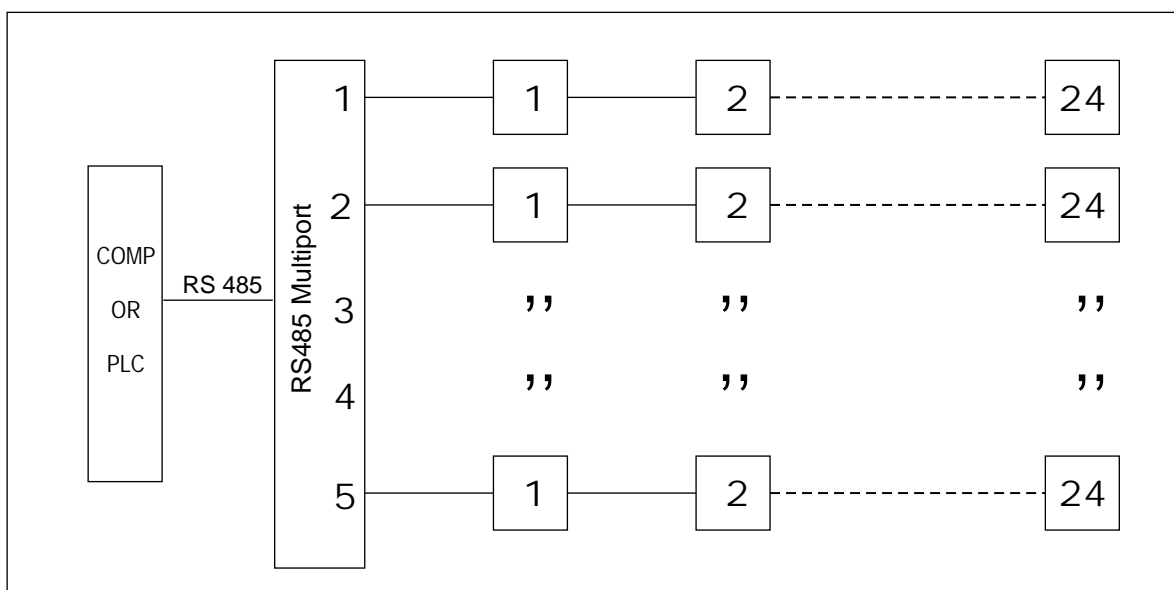 1 1 2 24
2 1 2 24
COMP
OR
PLC
RS 485
RS485 Multiport
3 ,, ,, ,,
4 ,, ,, ,,
5 1 2 24